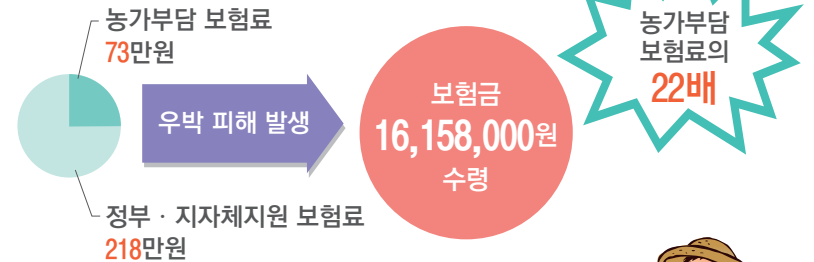 농가부담 보험료
73만원
우박 피해 발생
정부 · 지자체지원 보험료
218만원
보험금
16,158,000원
수령
농가부담
보험료의
22배